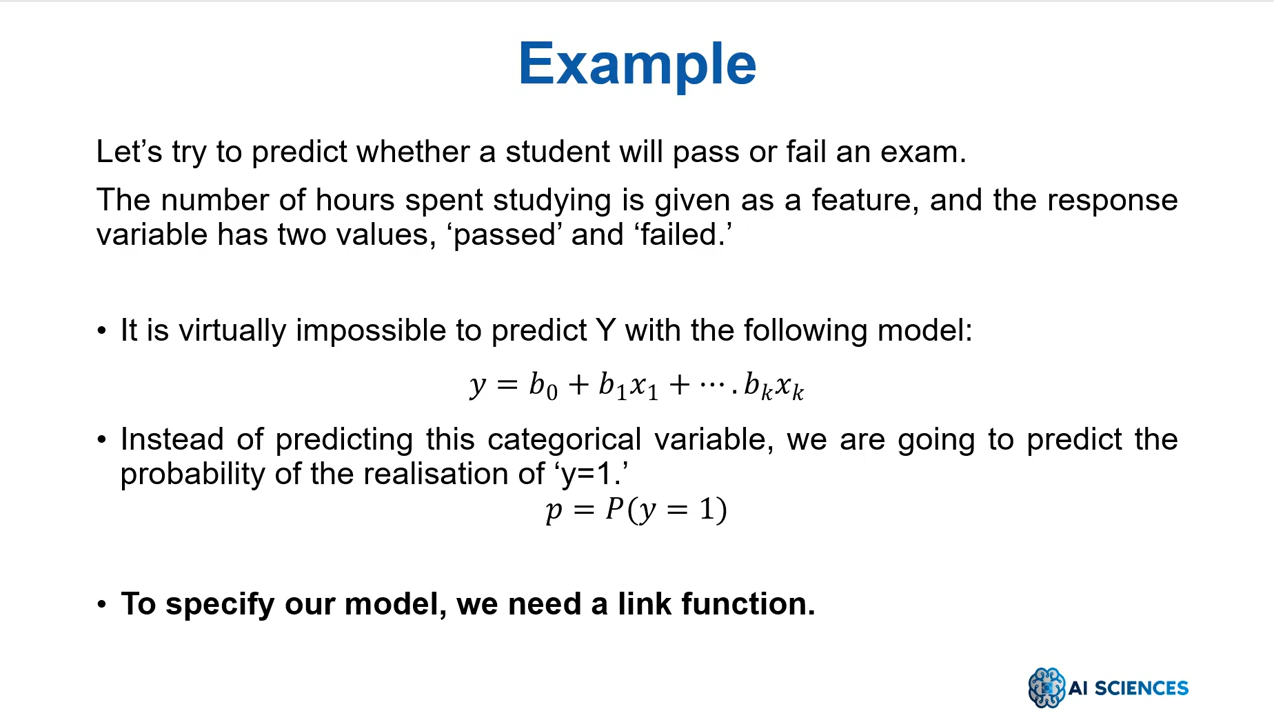 Example
Let’s try to predict whether a student will pass or fail an exam.
The number of hours spent studying is given as a feature, and the response
variable has two values, ‘passed’ and ‘failed.’
• It is virtually impossible to predict Y with the following model:
𝑦 = 𝑏₀ + 𝑏₁𝑥₁ + ⋯ . 𝑏ₖ𝑥ₖ
• Instead of predicting this categorical variable, we are going to predict the
probability of the realisation of ‘y=1.’
𝑝 = 𝑃(𝑦 = 1)
• To specify our model, we need a link function.
AI SCIENCES